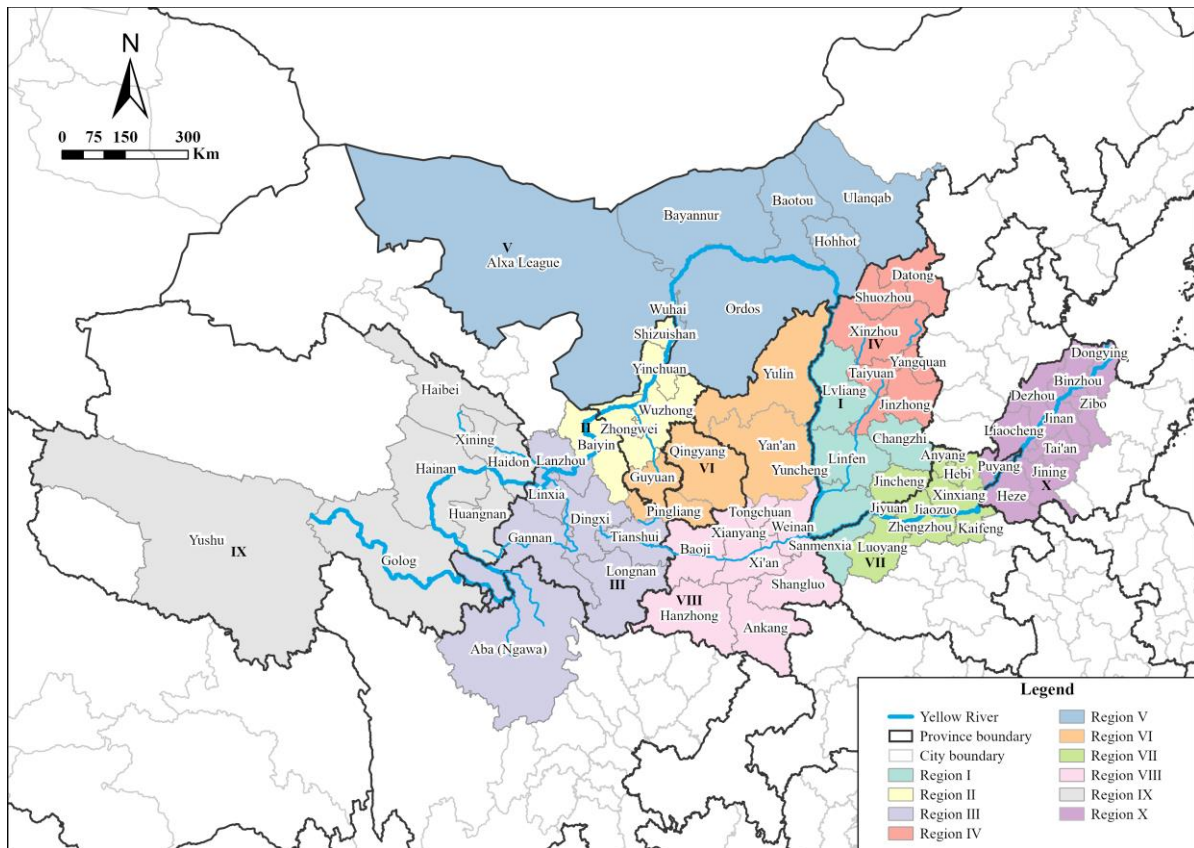 N
0 75 150 300
Km
Ulanqab
Baotou
Bayannur
Hohhot
V
Alxa League
Datong
Wuhai
Ordos
Shuozhou
Shizuishan
Xinzhou
IV
Yangquan
Dongying
Yinchuan
Yulin
Taiyuan
Binzhou
Haibei
Lvliang
I
Dezhou
Zibo
Jinzhong
Wuzhong
Jinan
II
Zhongwei
Changzhi
Liaocheng
Xining
Baiyin
Qingyang
Yan'an
Linfen
Anyang
Tai'an
Haidon
Lanzhou
VI
Yuncheng
Hebi
Puyang
Jining
Hainan
Guyuan
Jincheng
X
Linxia
Xinxiang
Heze
Huangnan
Dingxi
Pingliang
Tongchuan
Jiyuan
Jiaozuo
Yushu
IX
Gannan
Tianshui
Xianyang
Weinan
Zhengzhou
Kaifeng
Golog
Baoji
Sanmenxia
Luoyang
Longnan
Xi'an
VII
III
Shangluo
VIII
Hanzhong
Ankang
Aba (Ngawa)
Legend
Yellow River
Province boundary
City boundary
Region I
Region II
Region III
Region IV
Region V
Region VI
Region VII
Region VIII
Region IX
Region X